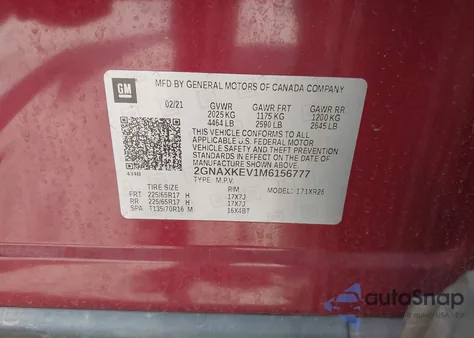 GM
MFD BY GENERAL MOTORS OF CANADA COMPANY
02/21 GVWR GAWR FRT GAWR RR
2025 KG 1175 KG 1200 KG
4464 LB 2590 LB 2645 LB
THIS VEHICLE CONFORMS TO ALL
APPLICABLE U.S. FEDERAL MOTOR
VEHICLE SAFETY AND THEFT PREVENTION
STANDARDS IN EFFECT ON THE DATE OF
MANUFACTURE SHOWN ABOVE.
2GNAXKEV1M6156777
TYPE: M.P.V.
TIRE SIZE RIM MODEL: 171XR26
FRT 225/65R17 H 17X7J
RR 225/65R17 H 17X7J
SPA T135/70R16 M 16X4BT
autoSnap